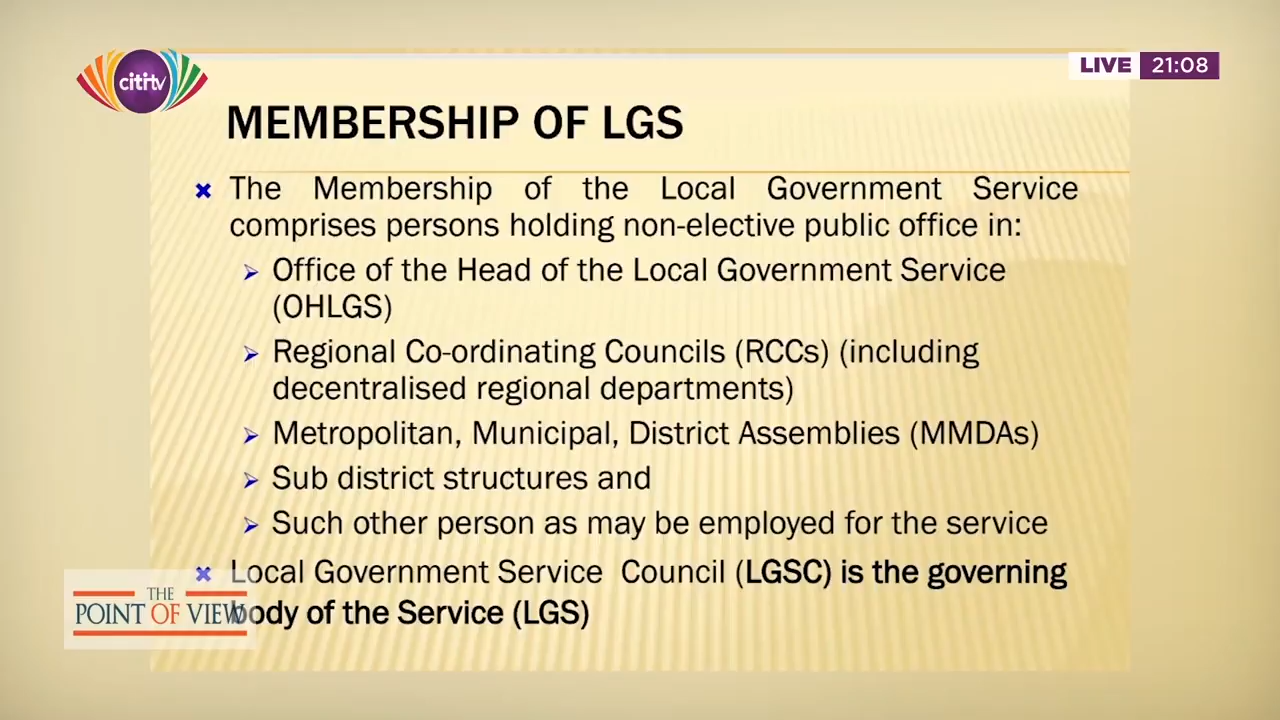 citi tv
LIVE 21:08
MEMBERSHIP OF LGS
The Membership of the Local Government Service
comprises persons holding non-elective public office in:
Office of the Head of the Local Government Service
(OHLGS)
Regional Co-ordinating Councils (RCCs) (including
decentralised regional departments)
Metropolitan, Municipal, District Assemblies (MMDAs)
Sub district structures and
Such other person as may be employed for the service
Local Government Service Council (LGSC) is the governing
body of the Service (LGS)
THE
POINT OF VIEW